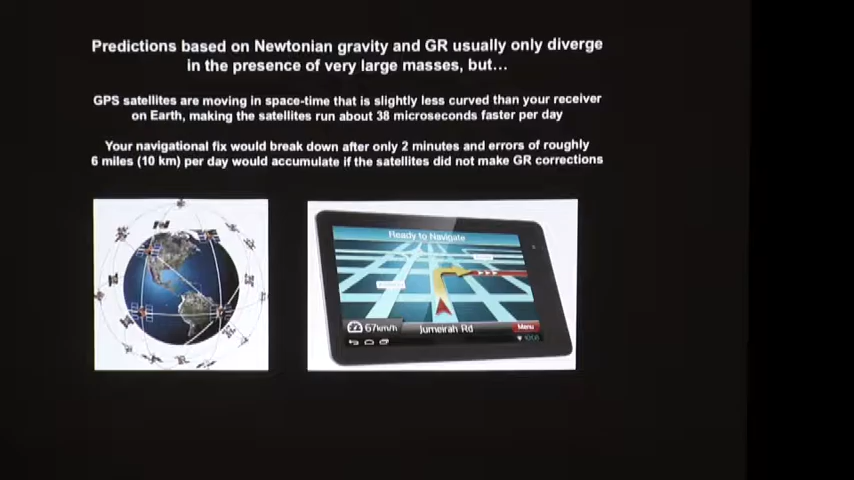 Predictions based on Newtonian gravity and GR usually only diverge
in the presence of very large masses, but...
GPS satellites are moving in space-time that is slightly less curved than your receiver
on Earth, making the satellites run about 38 microseconds faster per day
Your navigational fix would break down after only 2 minutes and errors of roughly
6 miles (10 km) per day would accumulate if the satellites did not make GR corrections
Ready to Navigate
67km/h
Jumeirah Rd
Menu